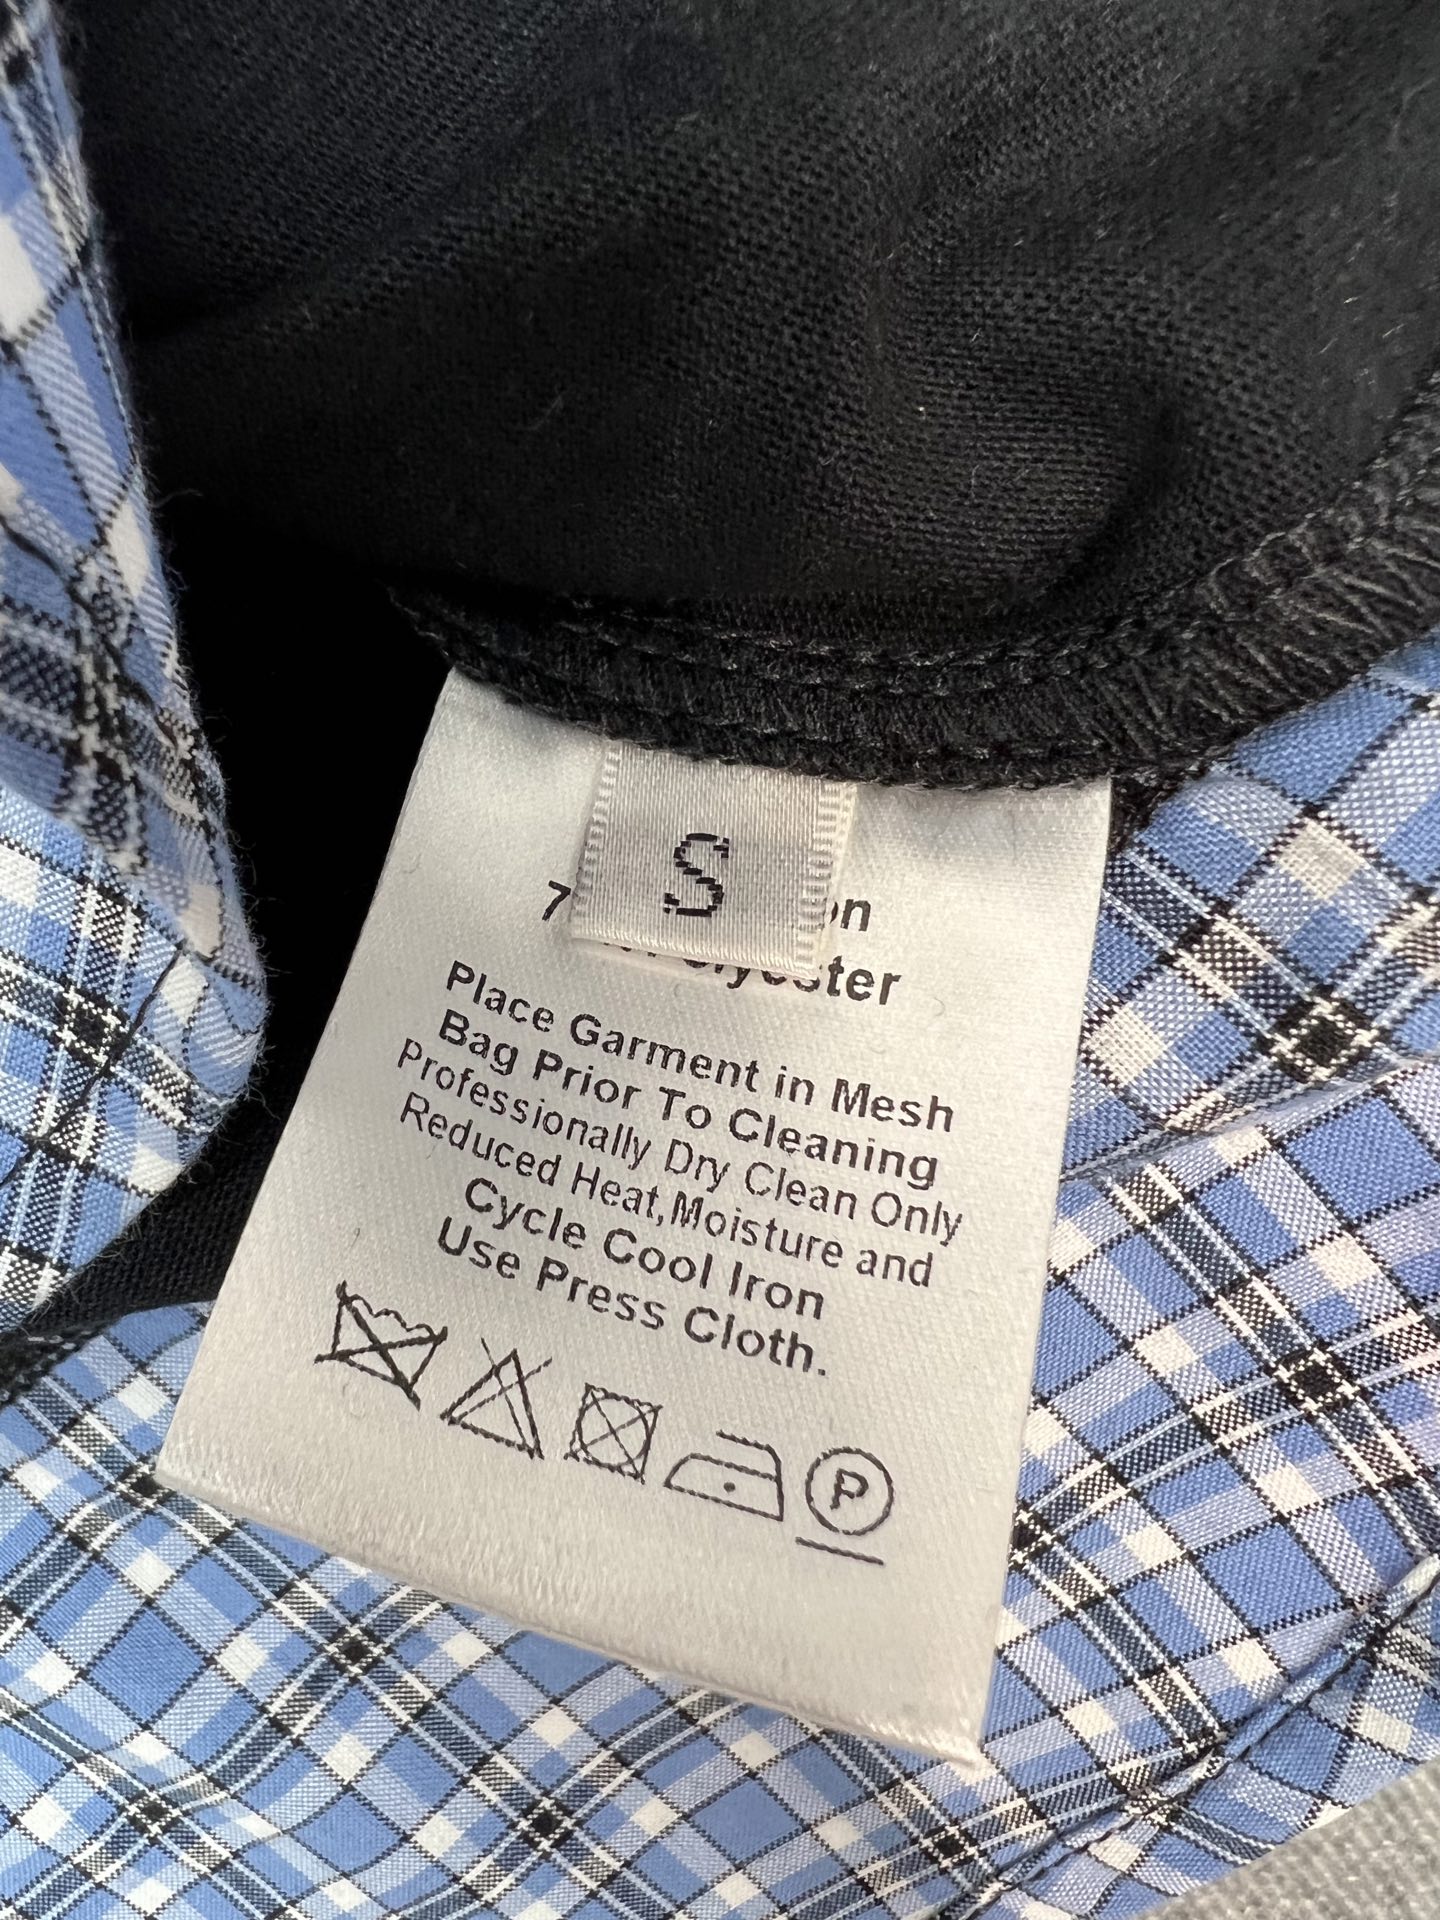 S
7
Place Garment in Mesh
Bag Prior To Cleaning
Professionally Dry Clean Only
Reduced Heat,Moisture and
Cycle Cool Iron
Use Press Cloth.
P